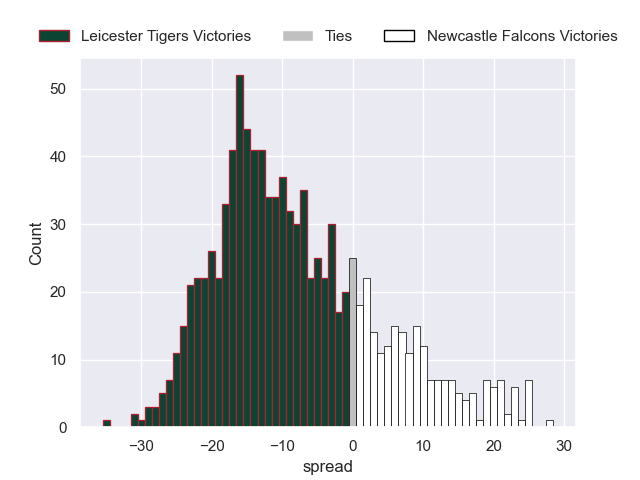 Leicester Tigers Victories Ties Newcastle Falcons Victories
50
40
30
20
10
0
Count
−30 −20 −10 0 10 20 30
spread